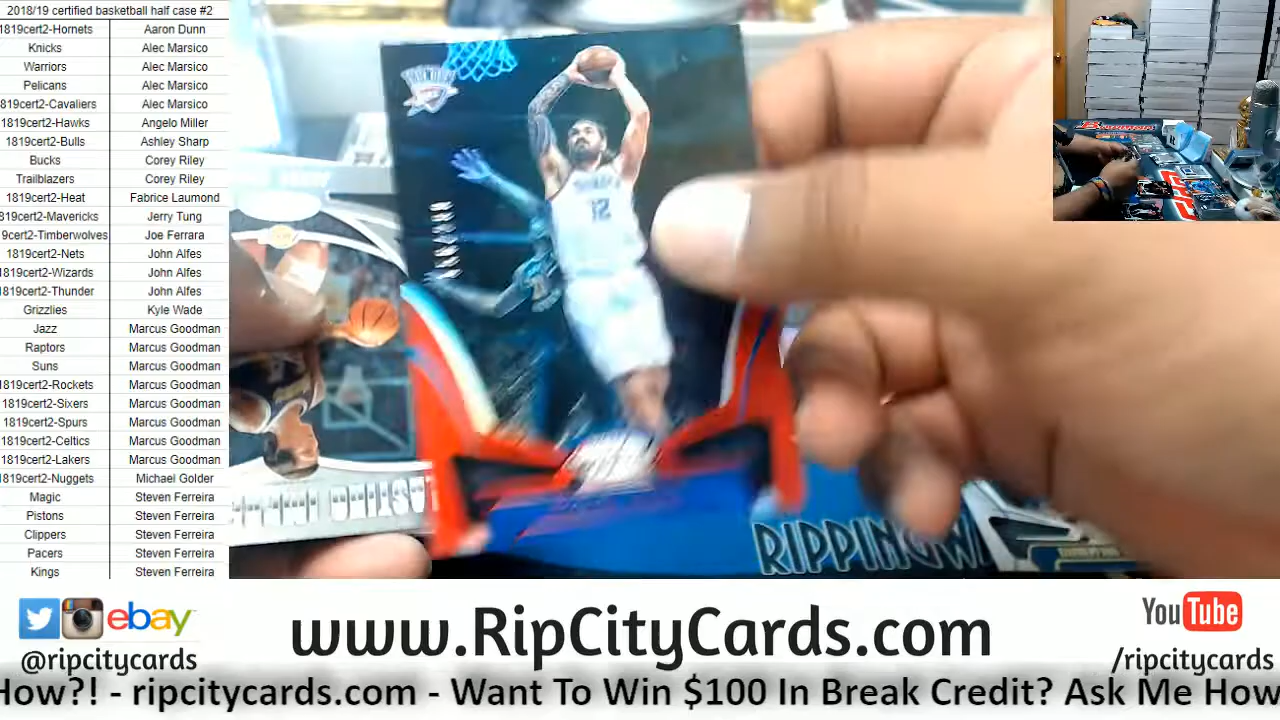 2018/19 certified basketball half case #2
1819cert2-Hornets Aaron Dunn
Knicks Alec Marsico
Warriors Alec Marsico
Pelicans Alec Marsico
819cert2-Cavaliers Alec Marsico
1819cert2-Hawks Angelo Miller
1819cert2-Bulls Ashley Sharp
Bucks Corey Riley
Trailblazers Corey Riley
1819cert2-Heat Fabrice Laumond
819cert2-Mavericks Jerry Tung
9cert2-Timberwolves Joe Ferrara
1819cert2-Nets John Alfes
1819cert2-Wizards John Alfes
1819cert2-Thunder John Alfes
Grizzlies Kyle Wade
Jazz Marcus Goodman
Raptors Marcus Goodman
Suns Marcus Goodman
1819cert2-Rockets Marcus Goodman
1819cert2-Sixers Marcus Goodman
1819cert2-Spurs Marcus Goodman
1819cert2-Celtics Marcus Goodman
1819cert2-Lakers Marcus Goodman
1819cert2-Nuggets Michael Golder
Magic Steven Ferreira
Pistons Steven Ferreira
Clippers Steven Ferreira
Pacers Steven Ferreira
Kings Steven Ferreira
12
ebay
@ripcitycards
www.RipCityCards.com
YouTube
/ripcitycards
How?! - ripcitycards.com - Want To Win $100 In Break Credit? Ask Me How